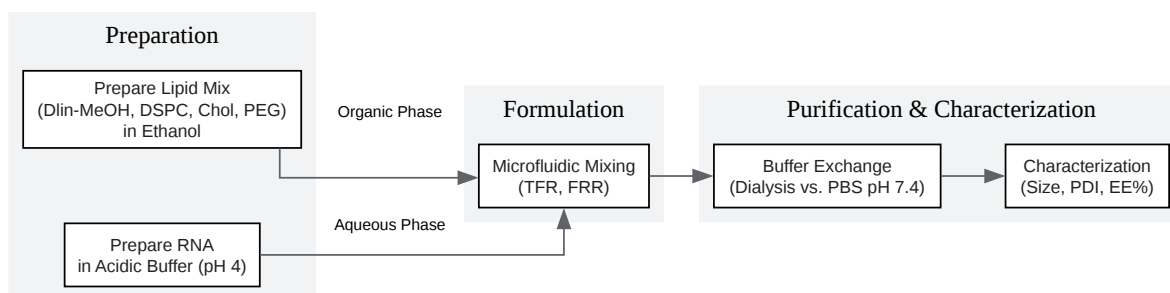 Preparation
Prepare Lipid Mix
(Dlin-MeOH, DSPC, Chol, PEG)
in Ethanol
Organic Phase
Prepare RNA
in Acidic Buffer (pH 4)
Aqueous Phase
Formulation
Microfluidic Mixing
(TFR, FRR)
Purification & Characterization
Buffer Exchange
(Dialysis vs. PBS pH 7.4)
Characterization
(Size, PDI, EE%)